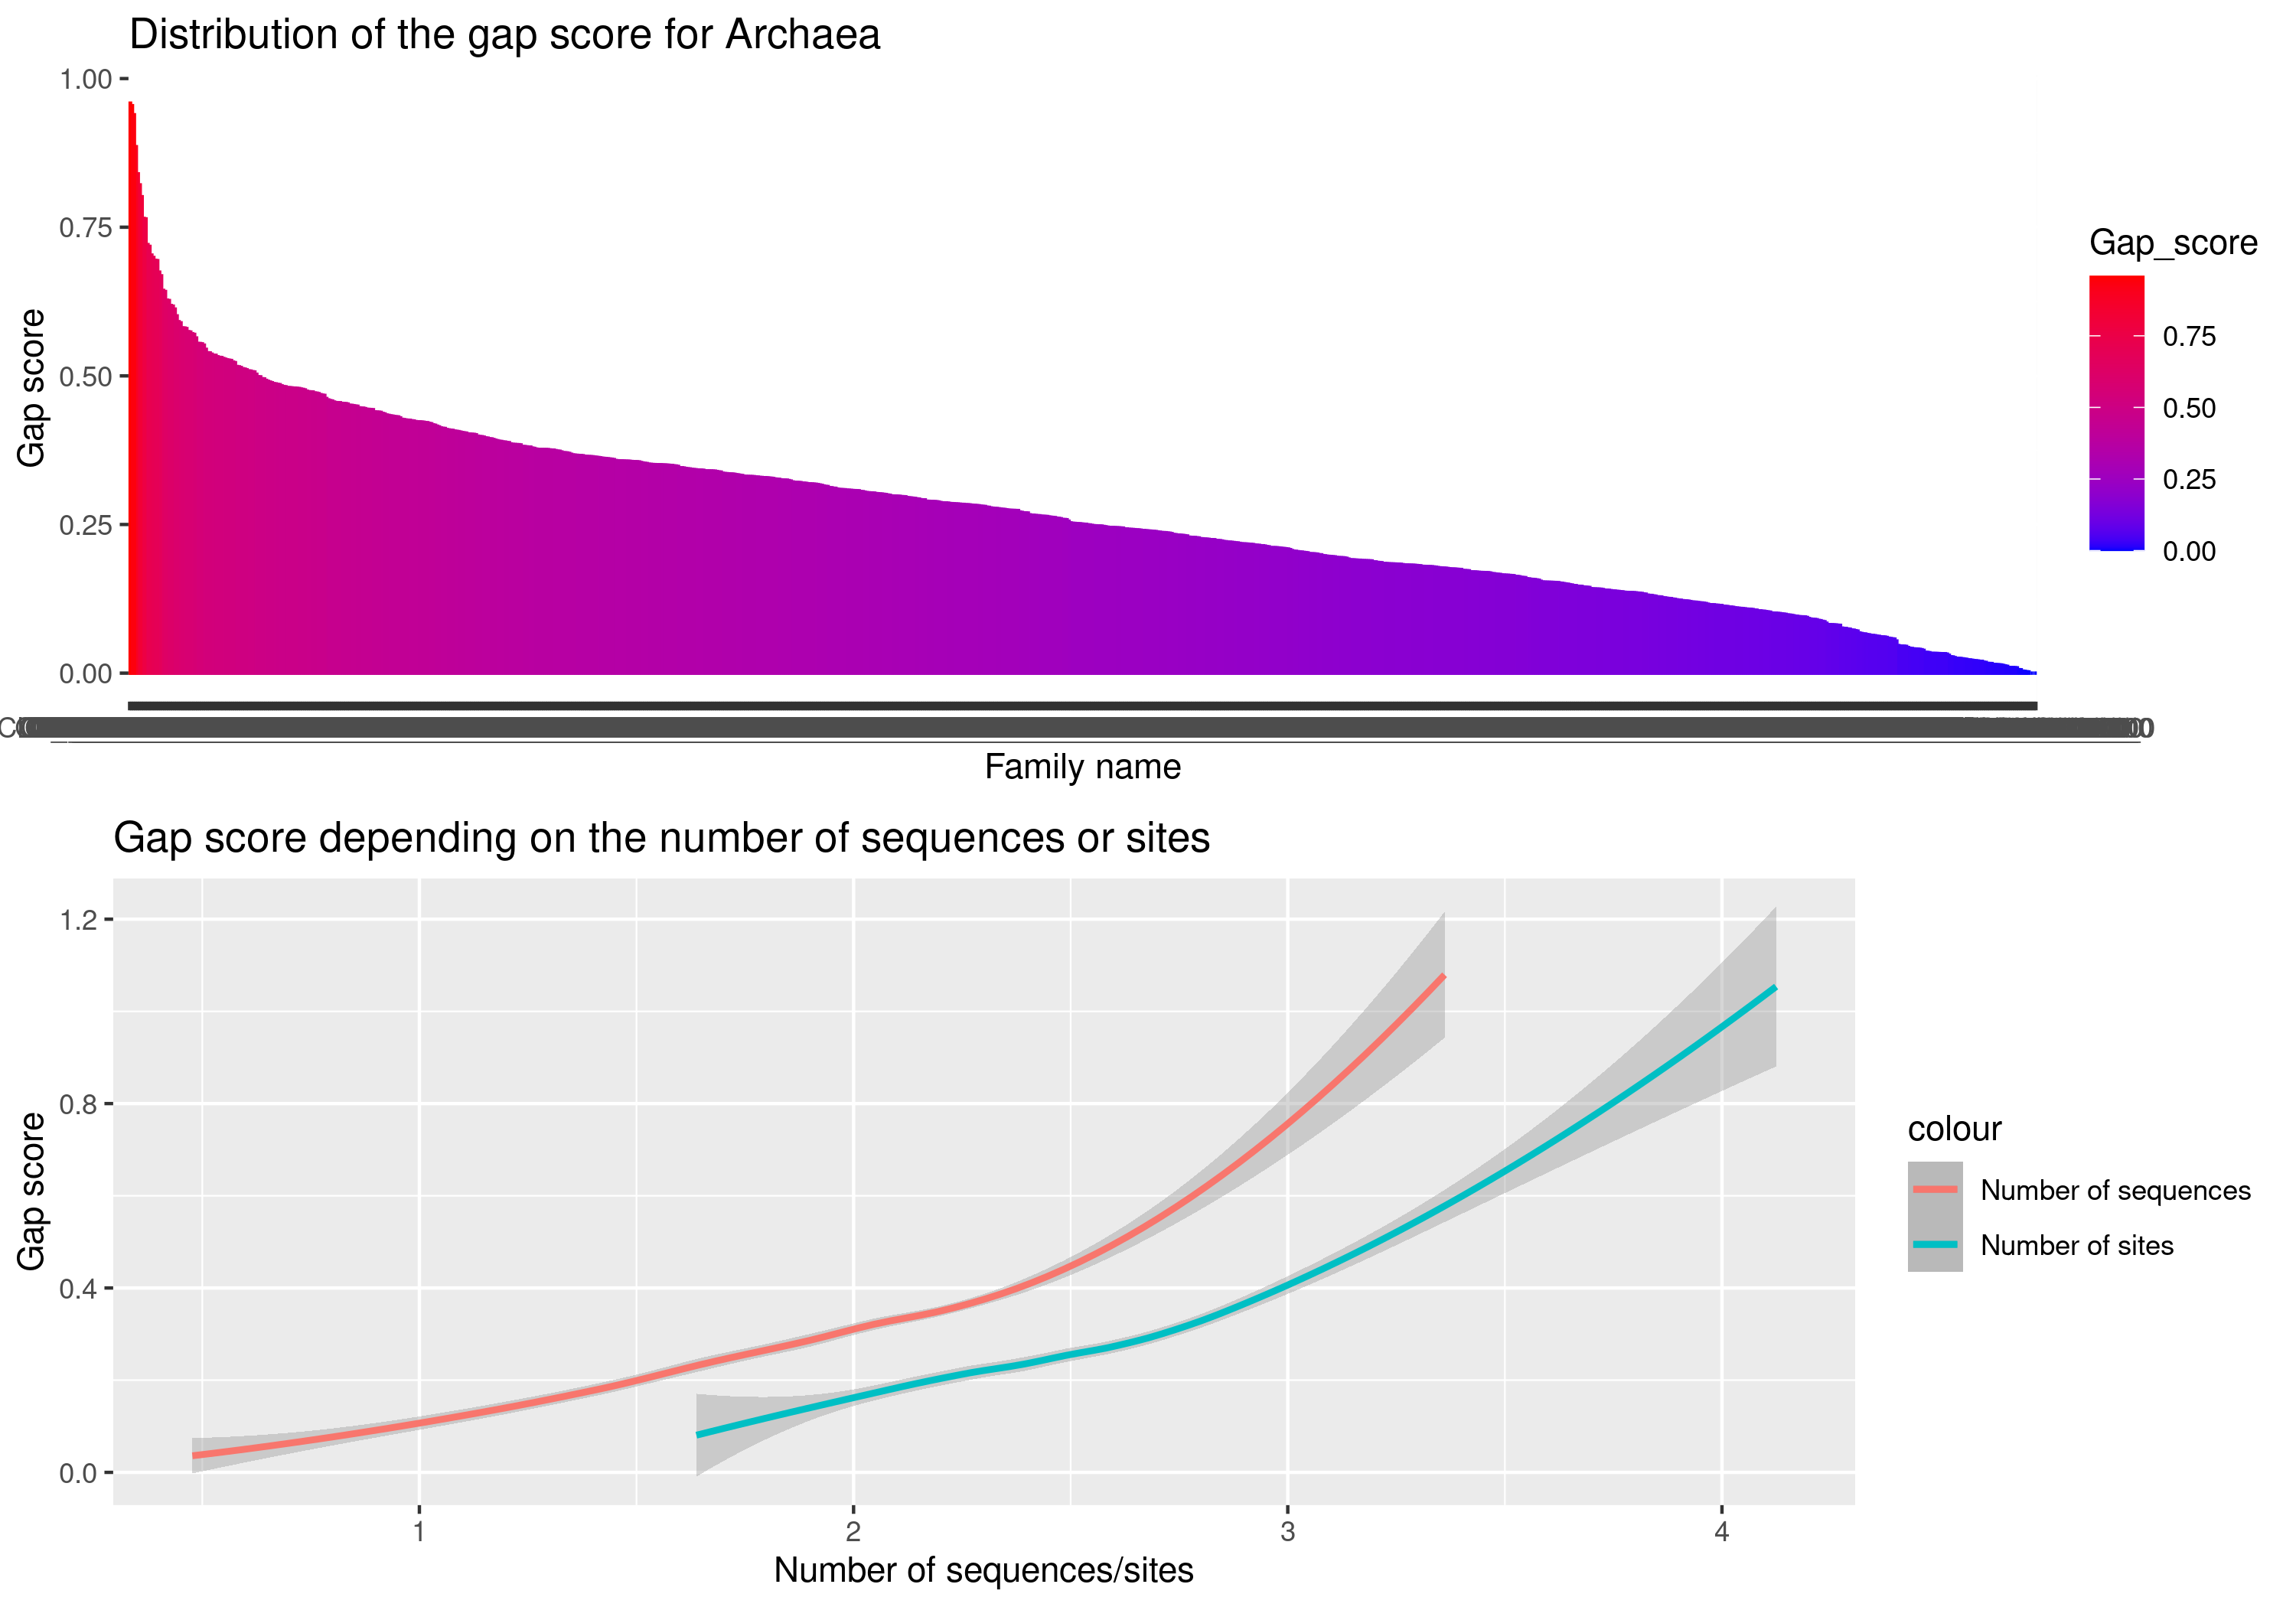 Distribution of the gap score for Archaea
1.00
0.75
0.50
0.25
0.00
Gap score
Family name
Gap_score
0.75
0.50
0.25
0.00
Gap score depending on the number of sequences or sites
1.2
0.8
0.4
0.0
Gap score
1 2 3 4
Number of sequences/sites
colour
Number of sequences
Number of sites